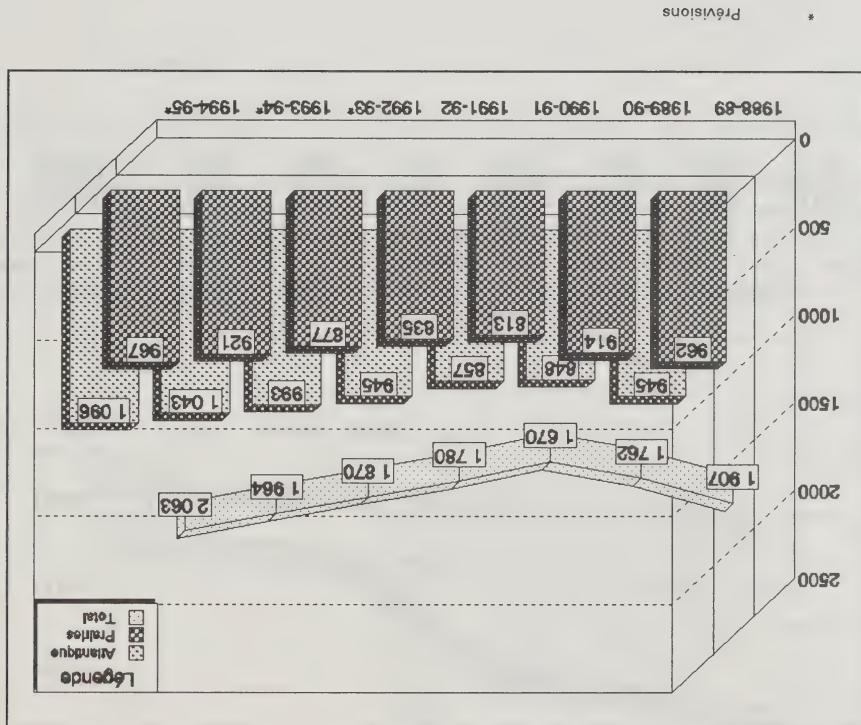 Légende
Atlantique
Prairies
Total
2500
2000
1500
1000
500
0
1 907 1 762 1 670 1 780 1 870 1 964 2 063
945 848 857 945 993 1 043 1 096
962 914 813 835 877 921 967
1988-89 1989-90 1990-91 1991-92 1992-93* 1993-94* 1994-95*
* Prévisions